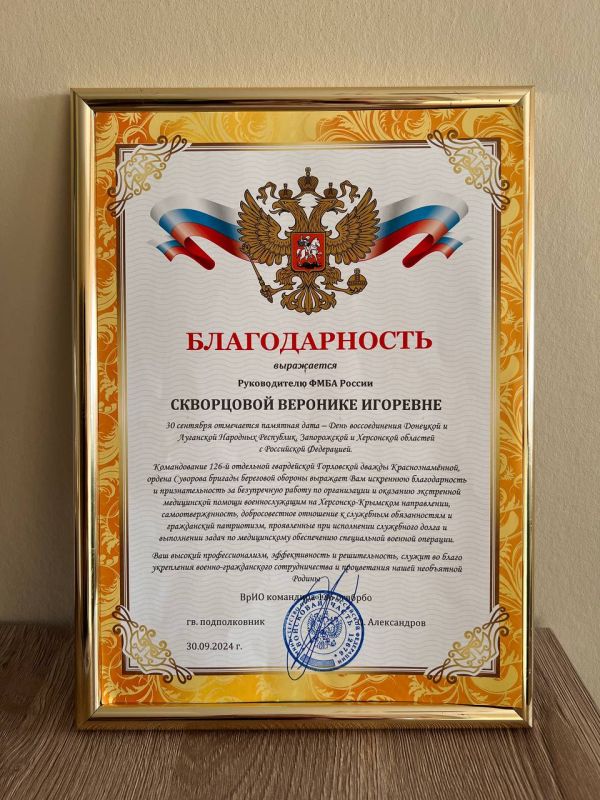 БЛАГОДАРНОСТЬ
выражается
Руководителю ФМБА России
СКВОРЦОВОЙ ВЕРОНИКЕ ИГОРЕВНЕ
30 сентября отмечается памятная дата – День воссоединения Донецкой и
Луганской Народных Республик, Запорожской и Херсонской областей
с Российской Федерацией.
Командование 126-й отдельной гвардейской Горловской дважды Краснознамённой,
ордена Суворова бригады береговой обороны выражает Вам искреннюю благодарность
и признательность за безупречную работу по организации и оказанию экстренной
медицинской помощи военнослужащим на Херсонско-Крымском направлении,
самоотверженность, добросовестное отношение к служебным обязанностям и
гражданский патриотизм, проявленные при исполнении служебного долга и
выполнении задач по медицинскому обеспечению специальной военной операции.
Ваш высокий профессионализм, эффективность и решительность, служит во благо
укрепления военно-гражданского сотрудничества и процветания нашей необъятной
Родины
ВрИО командира
гв. подполковник Александров
30.09.2024 г.
ВОЙСКОВАЯ ЧАСТЬ